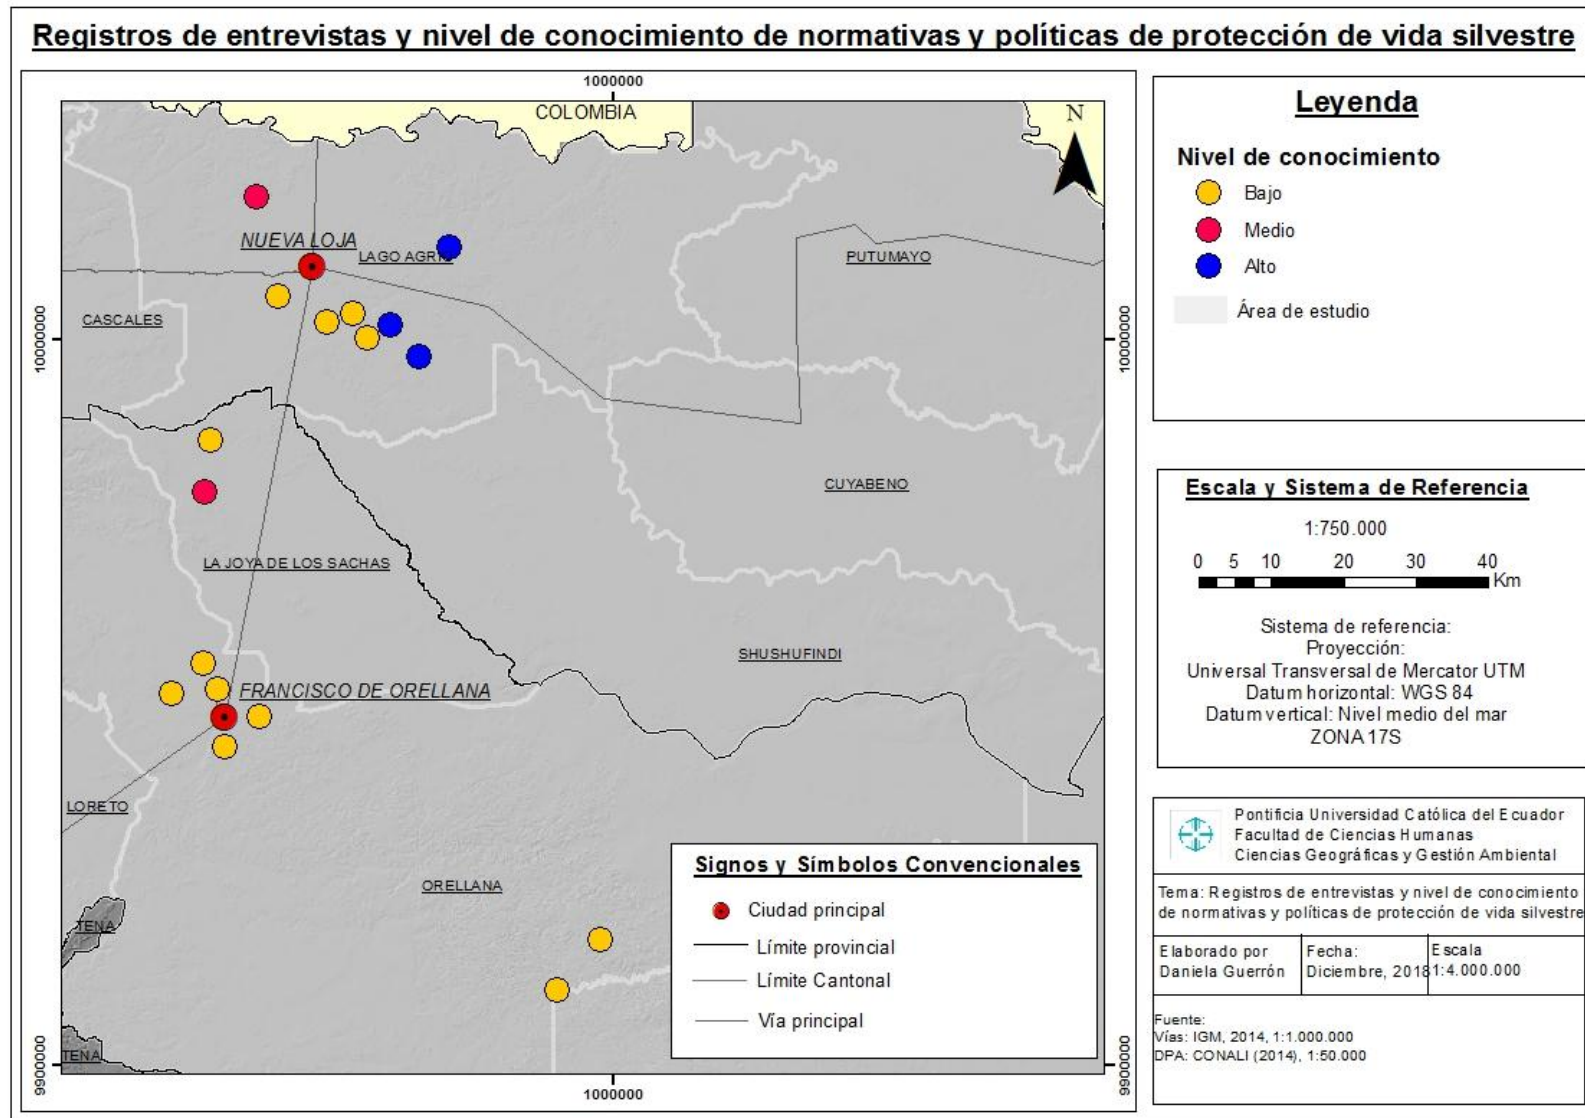 Registros de entrevistas y nivel de conocimiento de normativas y políticas de protección de vida silvestre
1000000
COLOMBIA
N
NUEVA LOJA
LAGO AGRIO
PUTUMAYO
CASCALES
10000000
10000000
CUYABENO
LA JOYA DE LOS SACHAS
SHUSHUFINDI
FRANCISCO DE ORELLANA
LORETO
ORELLANA
TENA
TENA
9900000
9900000
1000000
Signos y Símbolos Convencionales
Ciudad principal
Límite provincial
Límite Cantonal
Vía principal
Leyenda
Nivel de conocimiento
Bajo
Medio
Alto
Área de estudio
Escala y Sistema de Referencia
1:750.000
0 5 10 20 30 40
Km
Sistema de referencia:
Proyección:
Universal Transversal de Mercator UTM
Datum horizontal: WGS 84
Datum vertical: Nivel medio del mar
ZONA 17S
Pontificia Universidad Católica del Ecuador
Facultad de Ciencias Humanas
Ciencias Geográficas y Gestión Ambiental
Tema: Registros de entrevistas y nivel de conocimiento
de normativas y políticas de protección de vida silvestre
Elaborado por
Daniela Guerrón
Fecha:
Diciembre, 2018
Escala
1:4.000.000
Fuente:
Vías: IGM, 2014, 1:1.000.000
DPA: CONALI (2014), 1:50.000